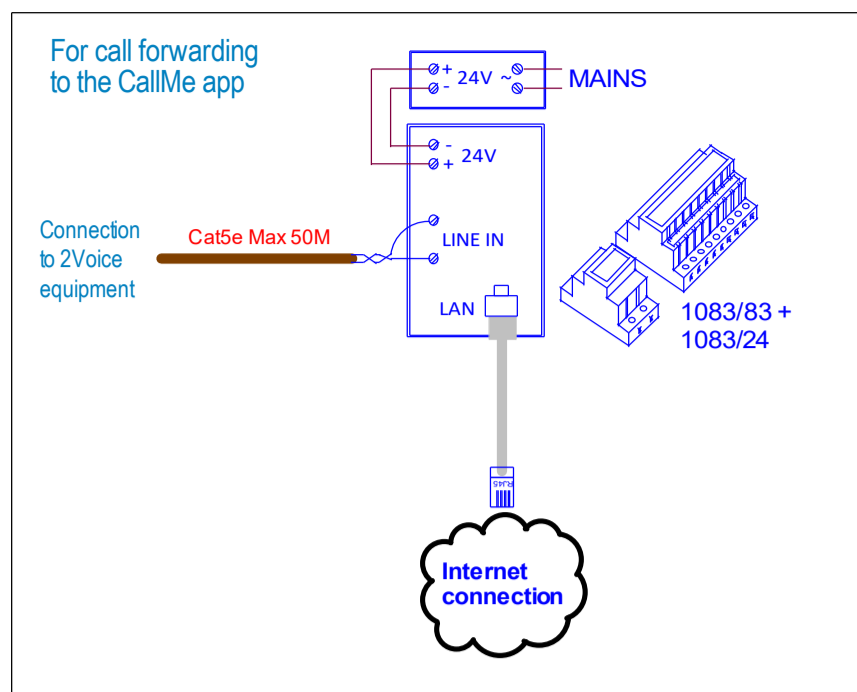 For call forwarding
to the CallMe app
+ 24V ~
-
MAINS
- 24V
+
Connection
to 2Voice
equipment
Cat5e Max 50M
LINE IN
LAN
1083/83 +
1083/24
RJ45
Internet
connection